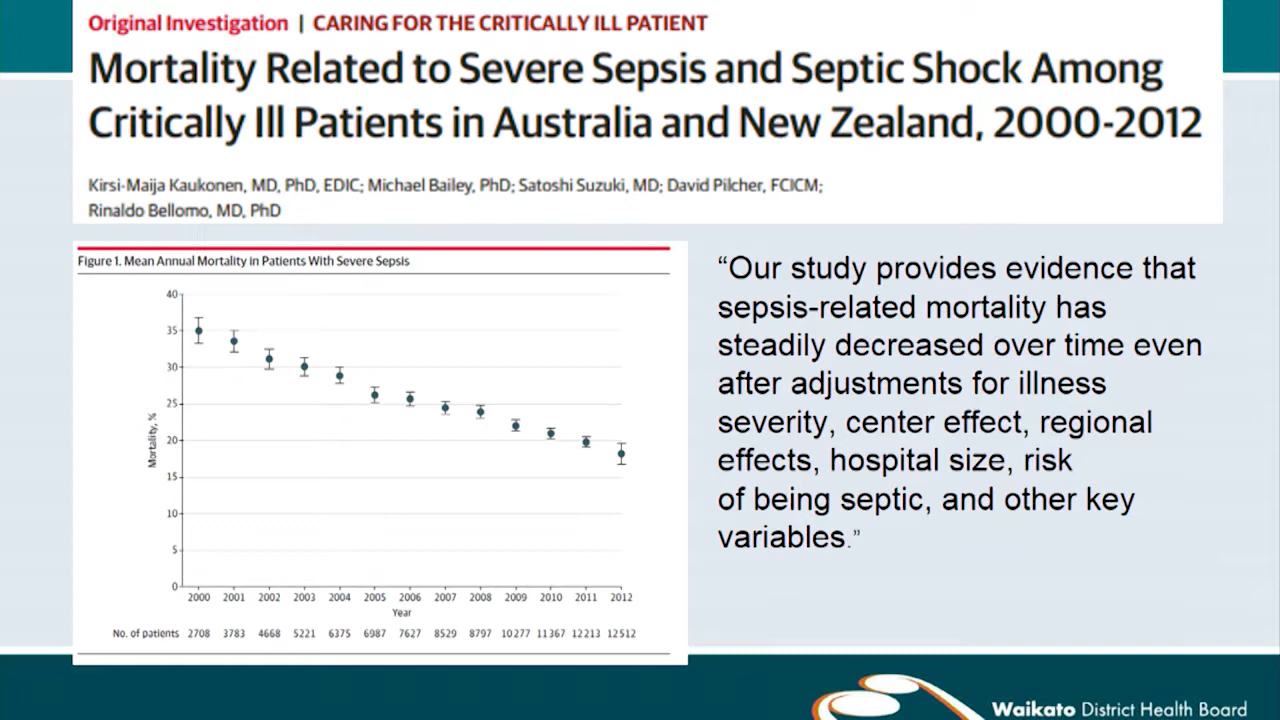 Original Investigation | CARING FOR THE CRITICALLY ILL PATIENT
Mortality Related to Severe Sepsis and Septic Shock Among
Critically Ill Patients in Australia and New Zealand, 2000-2012
Kirsi-Maija Kaukonen, MD, PhD, EDIC; Michael Bailey, PhD; Satoshi Suzuki, MD; David Pilcher, FCICM;
Rinaldo Bellomo, MD, PhD
Figure 1. Mean Annual Mortality in Patients With Severe Sepsis
40
35
30
25
20
15
10
5
0
Mortality, %
2000 2001 2002 2003 2004 2005 2006 2007 2008 2009 2010 2011 2012
Year
No. of patients 2708 3783 4668 5221 6375 6987 7627 8529 8797 10277 11367 12213 12512
“Our study provides evidence that
sepsis-related mortality has
steadily decreased over time even
after adjustments for illness
severity, center effect, regional
effects, hospital size, risk
of being septic, and other key
variables.”
Waikato District Health Board